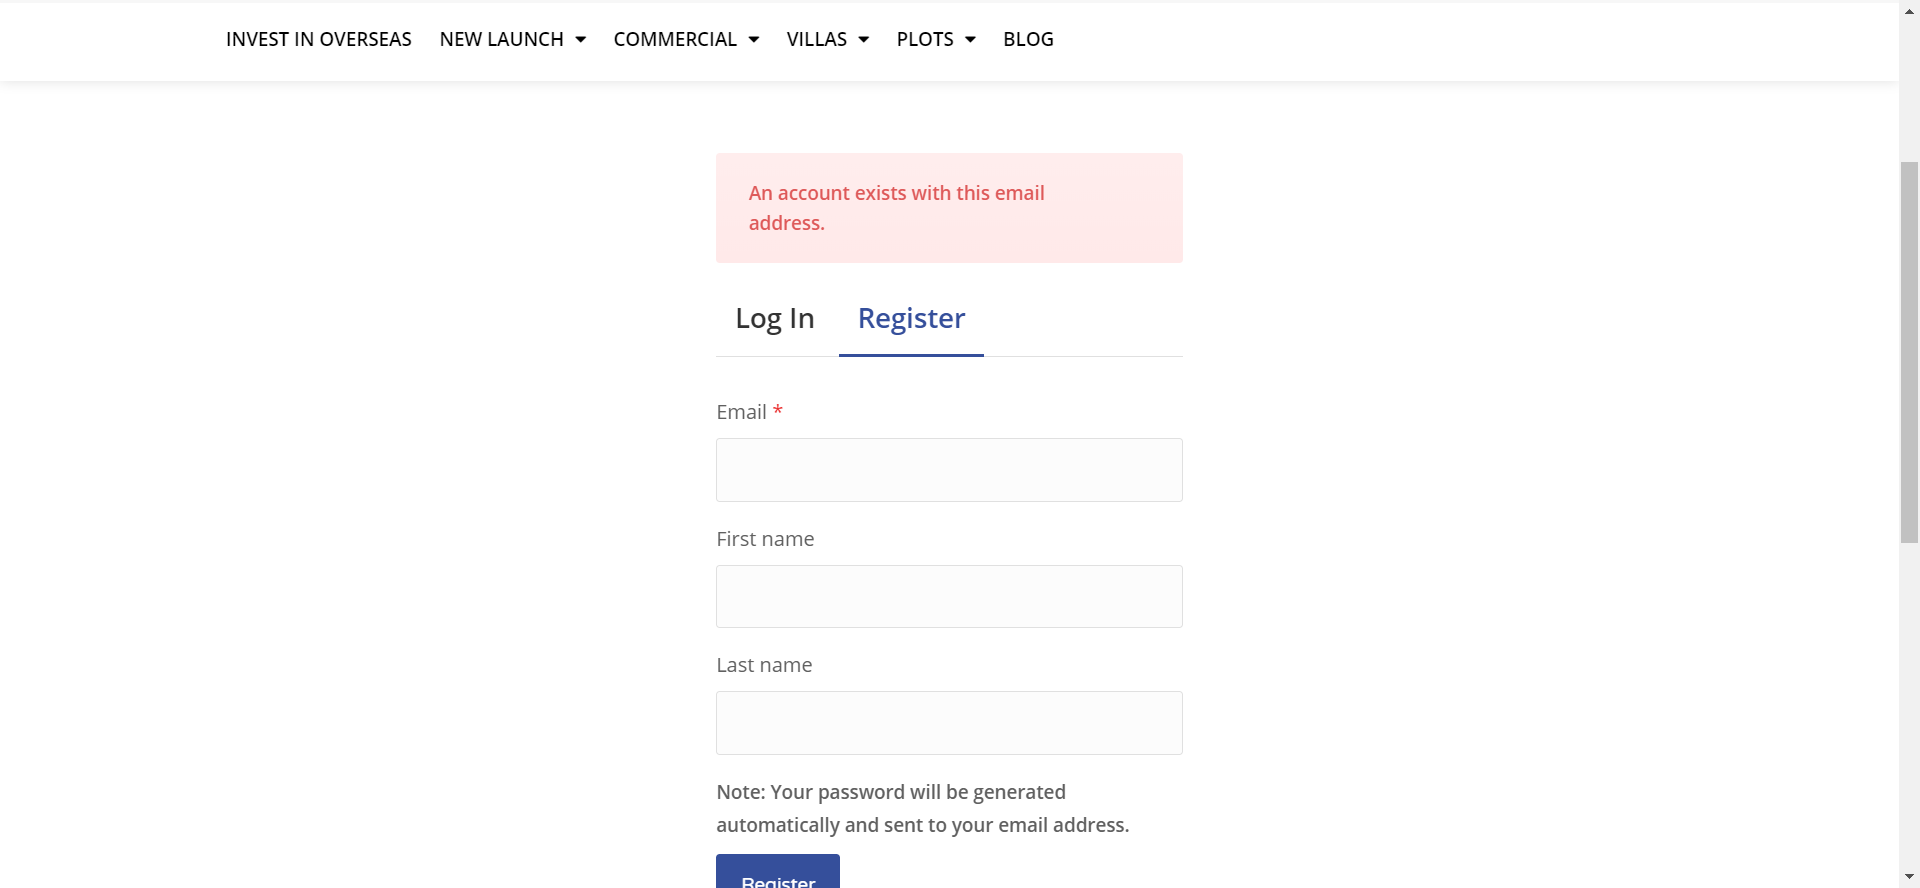 INVEST IN OVERSEAS NEW LAUNCH COMMERCIAL VILLAS PLOTS BLOG
An account exists with this email
address.
Log In Register
Email *
First name
Last name
Note: Your password will be generated
automatically and sent to your email address.
Register